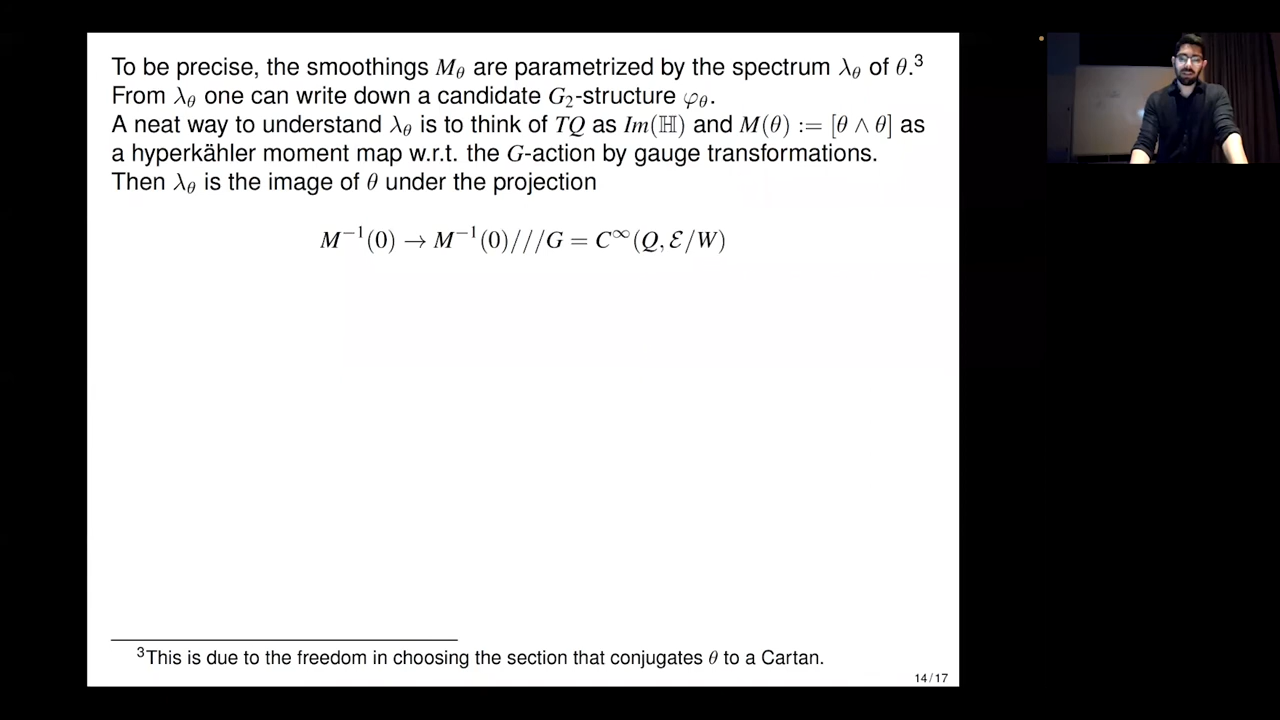 To be precise, the smoothings M_θ are parametrized by the spectrum λ_θ of θ.³
From λ_θ one can write down a candidate G₂-structure φ_θ.
A neat way to understand λ_θ is to think of TQ as Im(ℍ) and M(θ) := [θ ∧ θ] as
a hyperkähler moment map w.r.t. the G-action by gauge transformations.
Then λ_θ is the image of θ under the projection
M⁻¹(0) → M⁻¹(0)///G = C^∞(Q, ℰ/W)
³This is due to the freedom in choosing the section that conjugates θ to a Cartan.
14/17